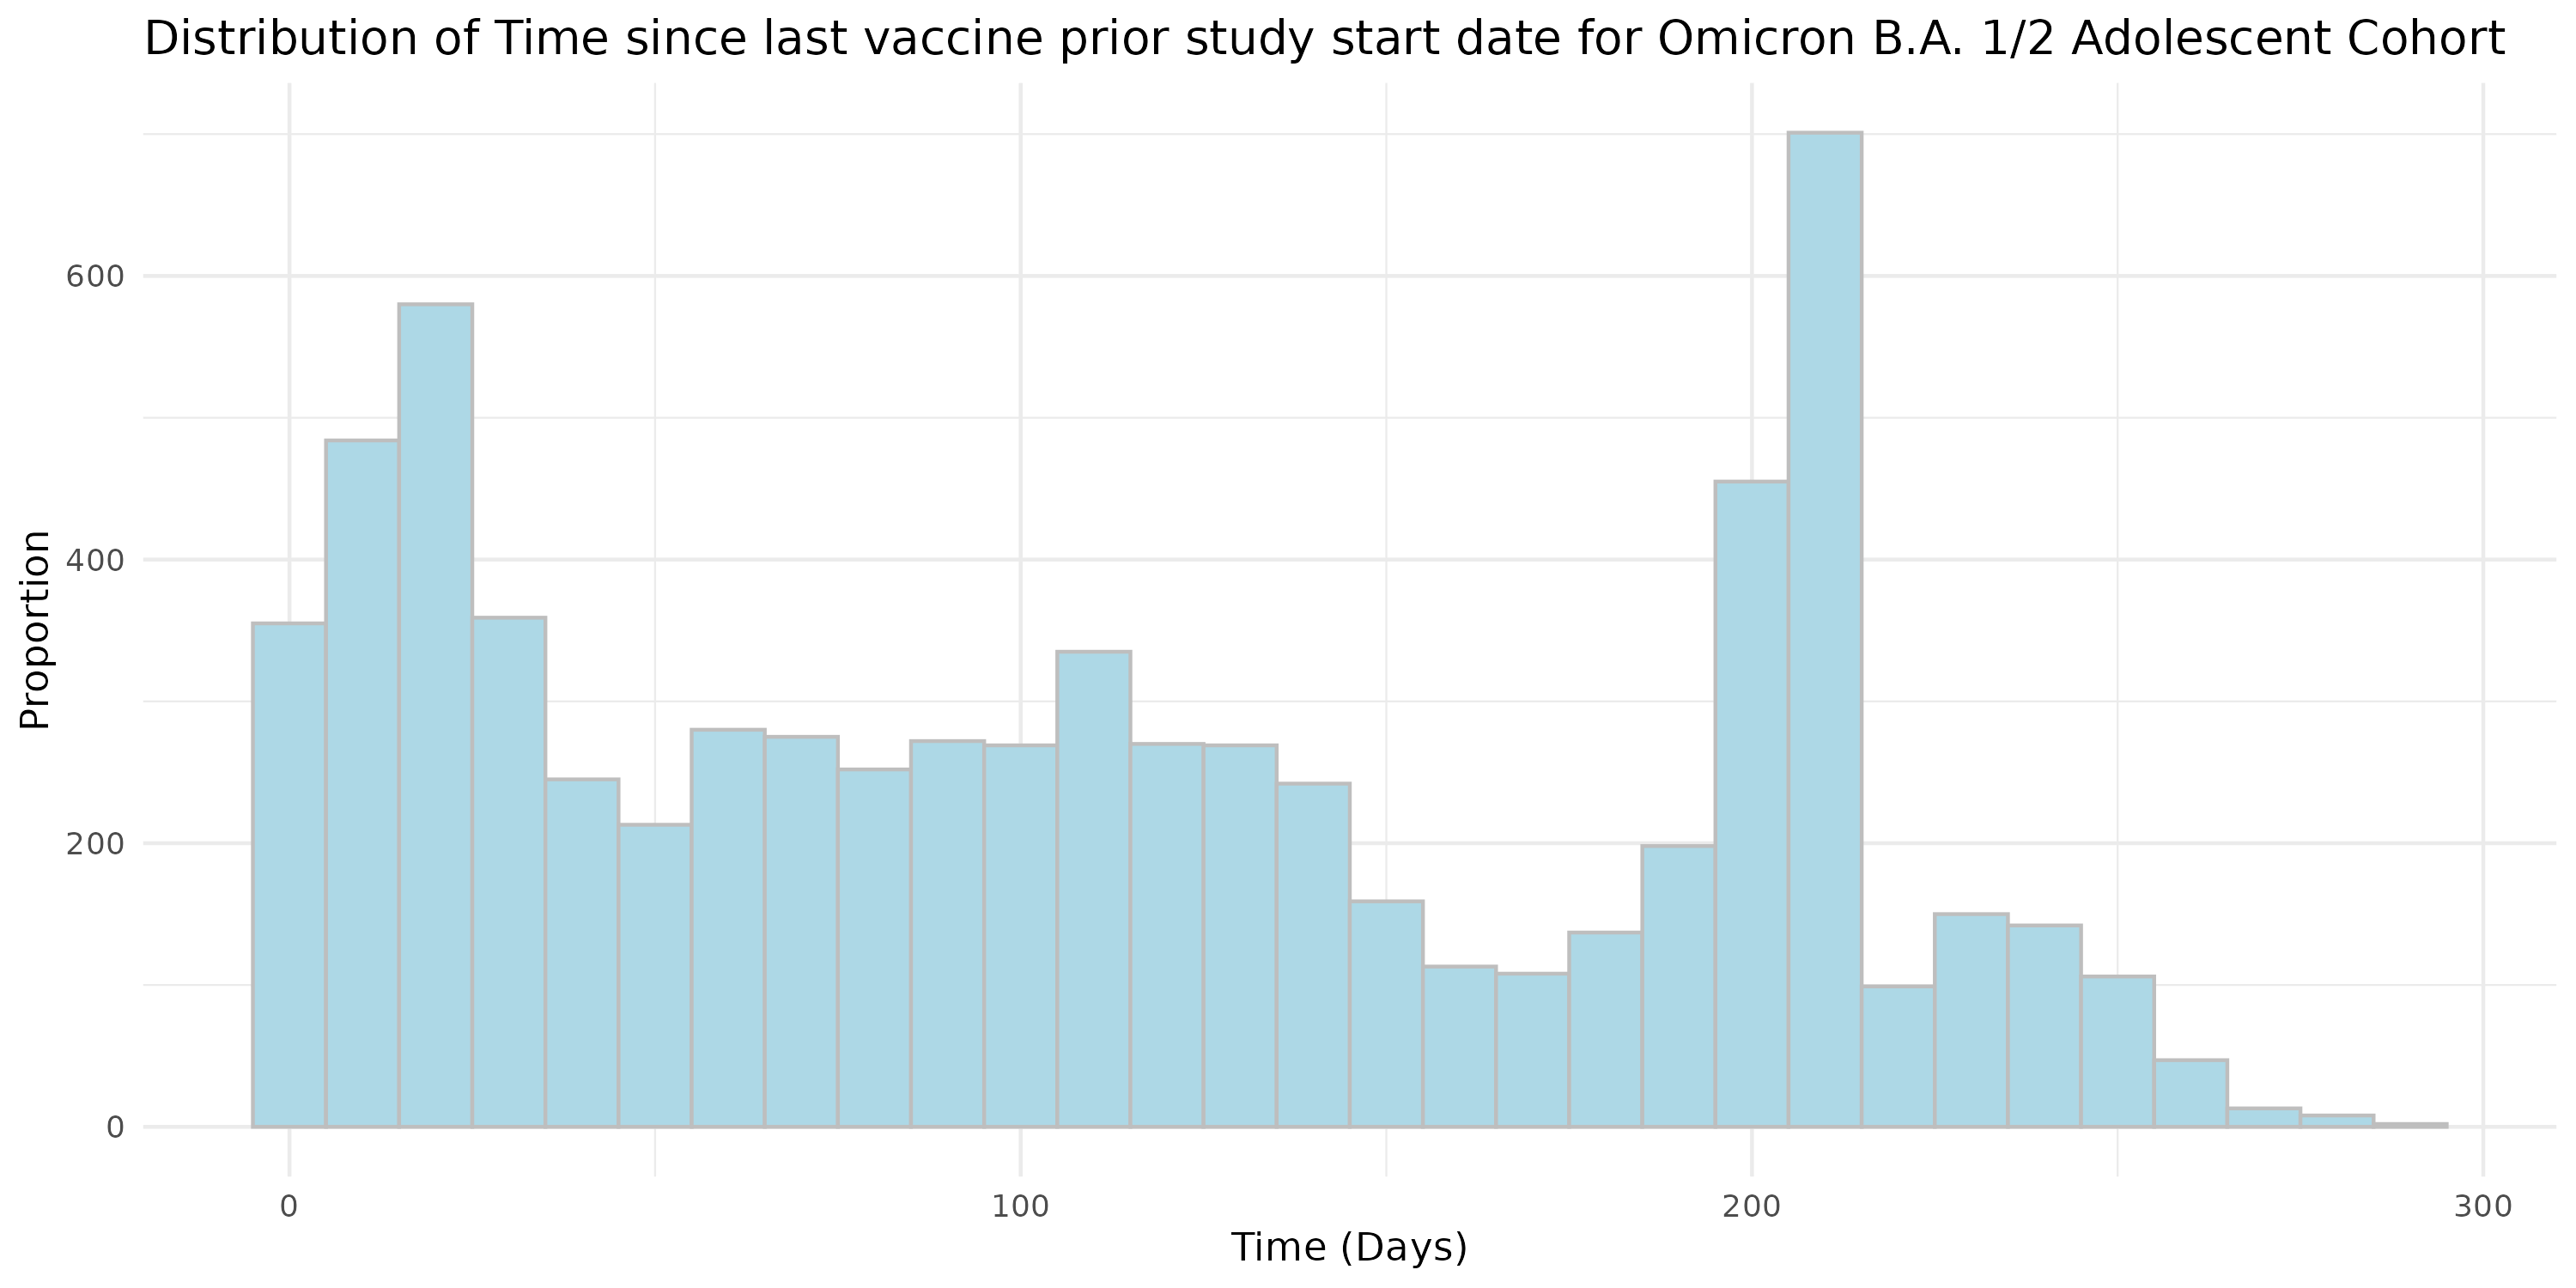 Distribution of Time since last vaccine prior study start date for Omicron B.A. 1/2 Adolescent Cohort
Proportion
600
400
200
0
0 100 200 300
Time (Days)